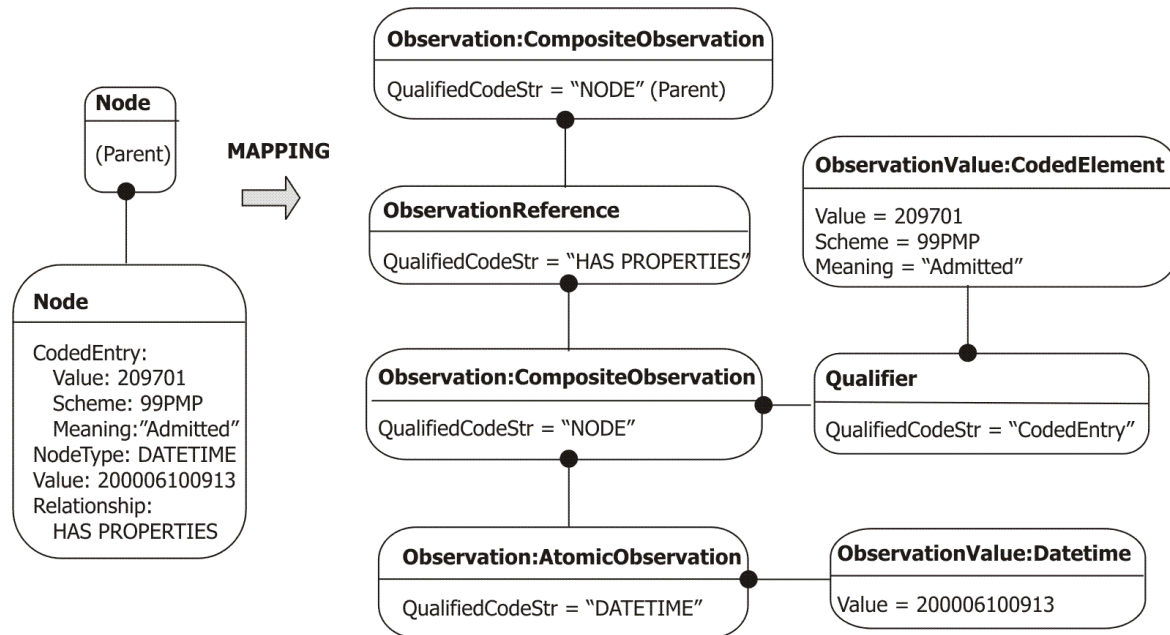 Node
(Parent)
Node
CodedEntry:
Value: 209701
Scheme: 99PMP
Meaning:”Admitted”
NodeType: DATETIME
Value: 200006100913
Relationship:
HAS PROPERTIES
MAPPING
Observation:CompositeObservation
QualifiedCodeStr = “NODE” (Parent)
ObservationReference
QualifiedCodeStr = “HAS PROPERTIES”
Observation:CompositeObservation
QualifiedCodeStr = “NODE”
Observation:AtomicObservation
QualifiedCodeStr = “DATETIME”
ObservationValue:CodedElement
Value = 209701
Scheme = 99PMP
Meaning = “Admitted”
Qualifier
QualifiedCodeStr = “CodedEntry”
ObservationValue:Datetime
Value = 200006100913